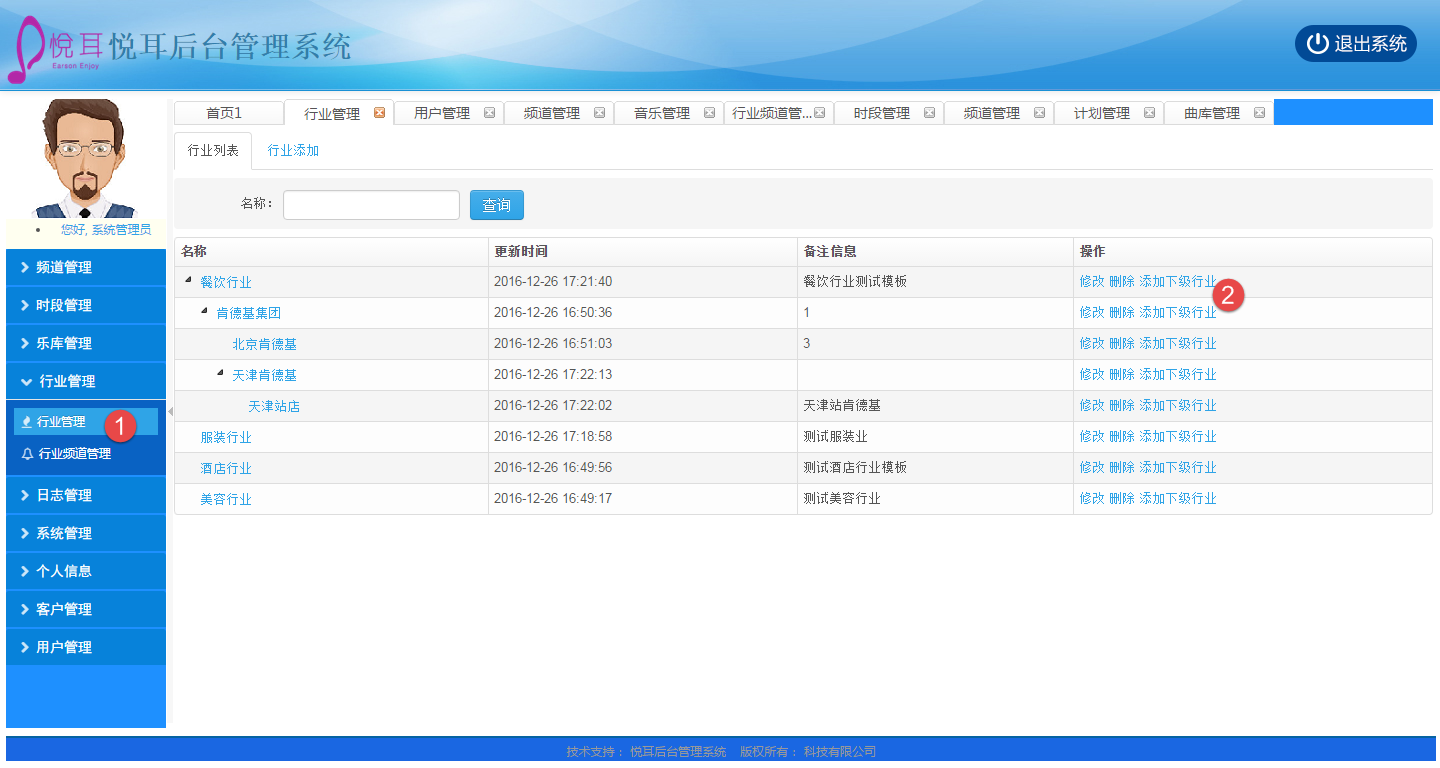 悦耳 悦耳后台管理系统
Earson Enjoy
退出系统
首页1 行业管理 用户管理 频道管理 音乐管理 行业频道管... 时段管理 频道管理 计划管理 曲库管理
行业列表 行业添加
您好, 系统管理员
频道管理
时段管理
乐库管理
行业管理
行业管理 1
行业频道管理
日志管理
系统管理
个人信息
客户管理
用户管理
名称： 查询
名称 更新时间 备注信息 操作
餐饮行业 2016-12-26 17:21:40 餐饮行业测试模板 修改 删除 添加下级行业 2
肯德基集团 2016-12-26 16:50:36 1 修改 删除 添加下级行业
北京肯德基 2016-12-26 16:51:03 3 修改 删除 添加下级行业
天津肯德基 2016-12-26 17:22:13 修改 删除 添加下级行业
天津站店 2016-12-26 17:22:02 天津站肯德基 修改 删除 添加下级行业
服装行业 2016-12-26 17:18:58 测试服装业 修改 删除 添加下级行业
酒店行业 2016-12-26 16:49:56 测试酒店行业模板 修改 删除 添加下级行业
美容行业 2016-12-26 16:49:17 测试美容行业 修改 删除 添加下级行业
技术支持： 悦耳后台管理系统 版权所有： 科技有限公司